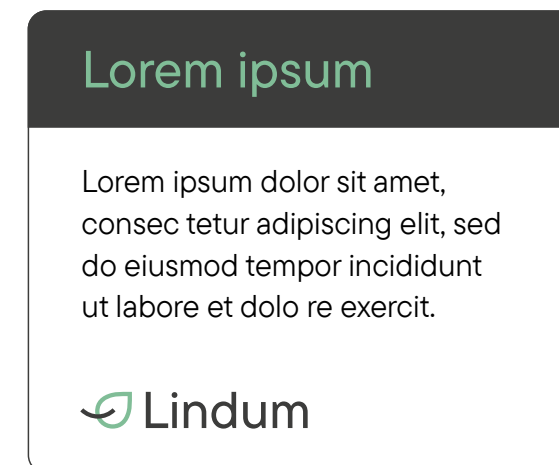 Lorem ipsum
Lorem ipsum dolor sit amet,
consec tetur adipiscing elit, sed
do eiusmod tempor incididunt
ut labore et dolo re exercit.
Lindum